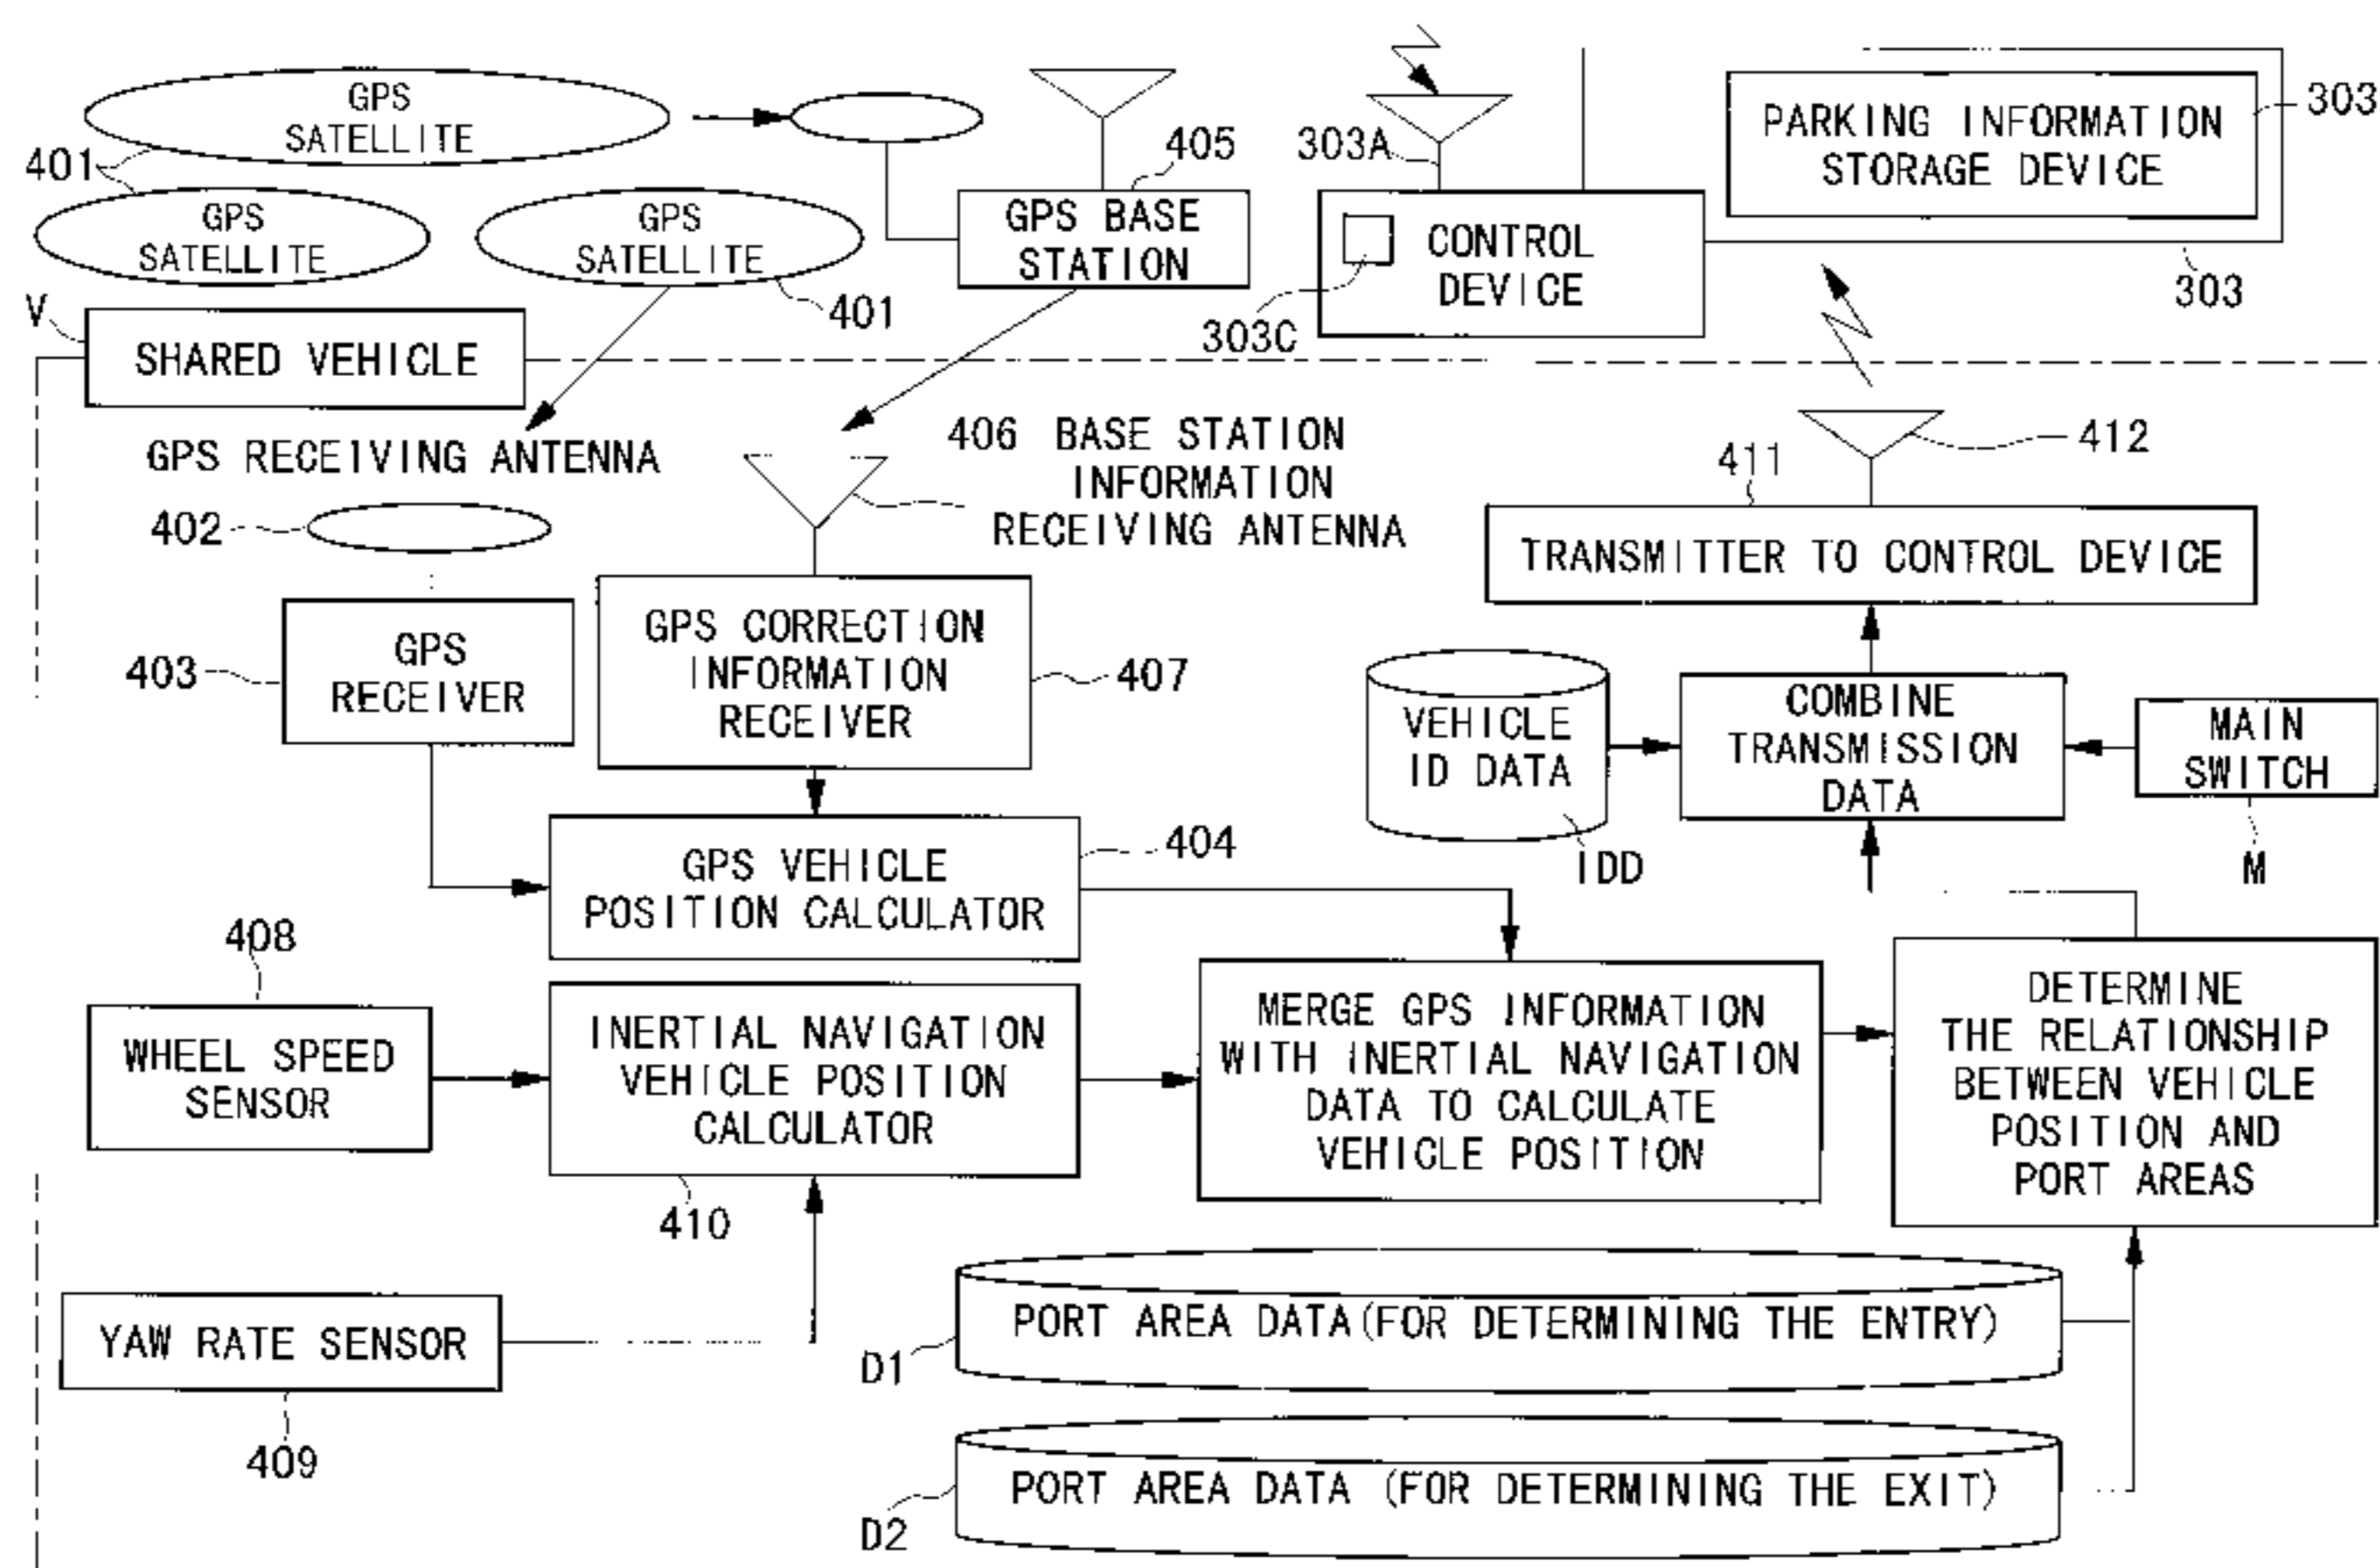 GPS
SATELLITE
401
GPS
SATELLITE
GPS
SATELLITE
401
405
GPS BASE
STATION
303A
CONTROL
DEVICE
303C
PARKING INFORMATION
STORAGE DEVICE
303
303
V
SHARED VEHICLE
GPS RECEIVING ANTENNA
402
406 BASE STATION
INFORMATION
RECEIVING ANTENNA
412
411
TRANSMITTER TO CONTROL DEVICE
403
GPS
RECEIVER
GPS CORRECTION
INFORMATION
RECEIVER
407
VEHICLE
ID DATA
IDD
COMBINE
TRANSMISSION
DATA
MAIN
SWITCH
M
GPS VEHICLE
POSITION CALCULATOR
404
408
WHEEL SPEED
SENSOR
INERTIAL NAVIGATION
VEHICLE POSITION
CALCULATOR
410
MERGE GPS INFORMATION
WITH INERTIAL NAVIGATION
DATA TO CALCULATE
VEHICLE POSITION
DETERMINE
THE RELATIONSHIP
BETWEEN VEHICLE
POSITION AND
PORT AREAS
YAW RATE SENSOR
409
PORT AREA DATA(FOR DETERMINING THE ENTRY)
D1
PORT AREA DATA (FOR DETERMINING THE EXIT)
D2